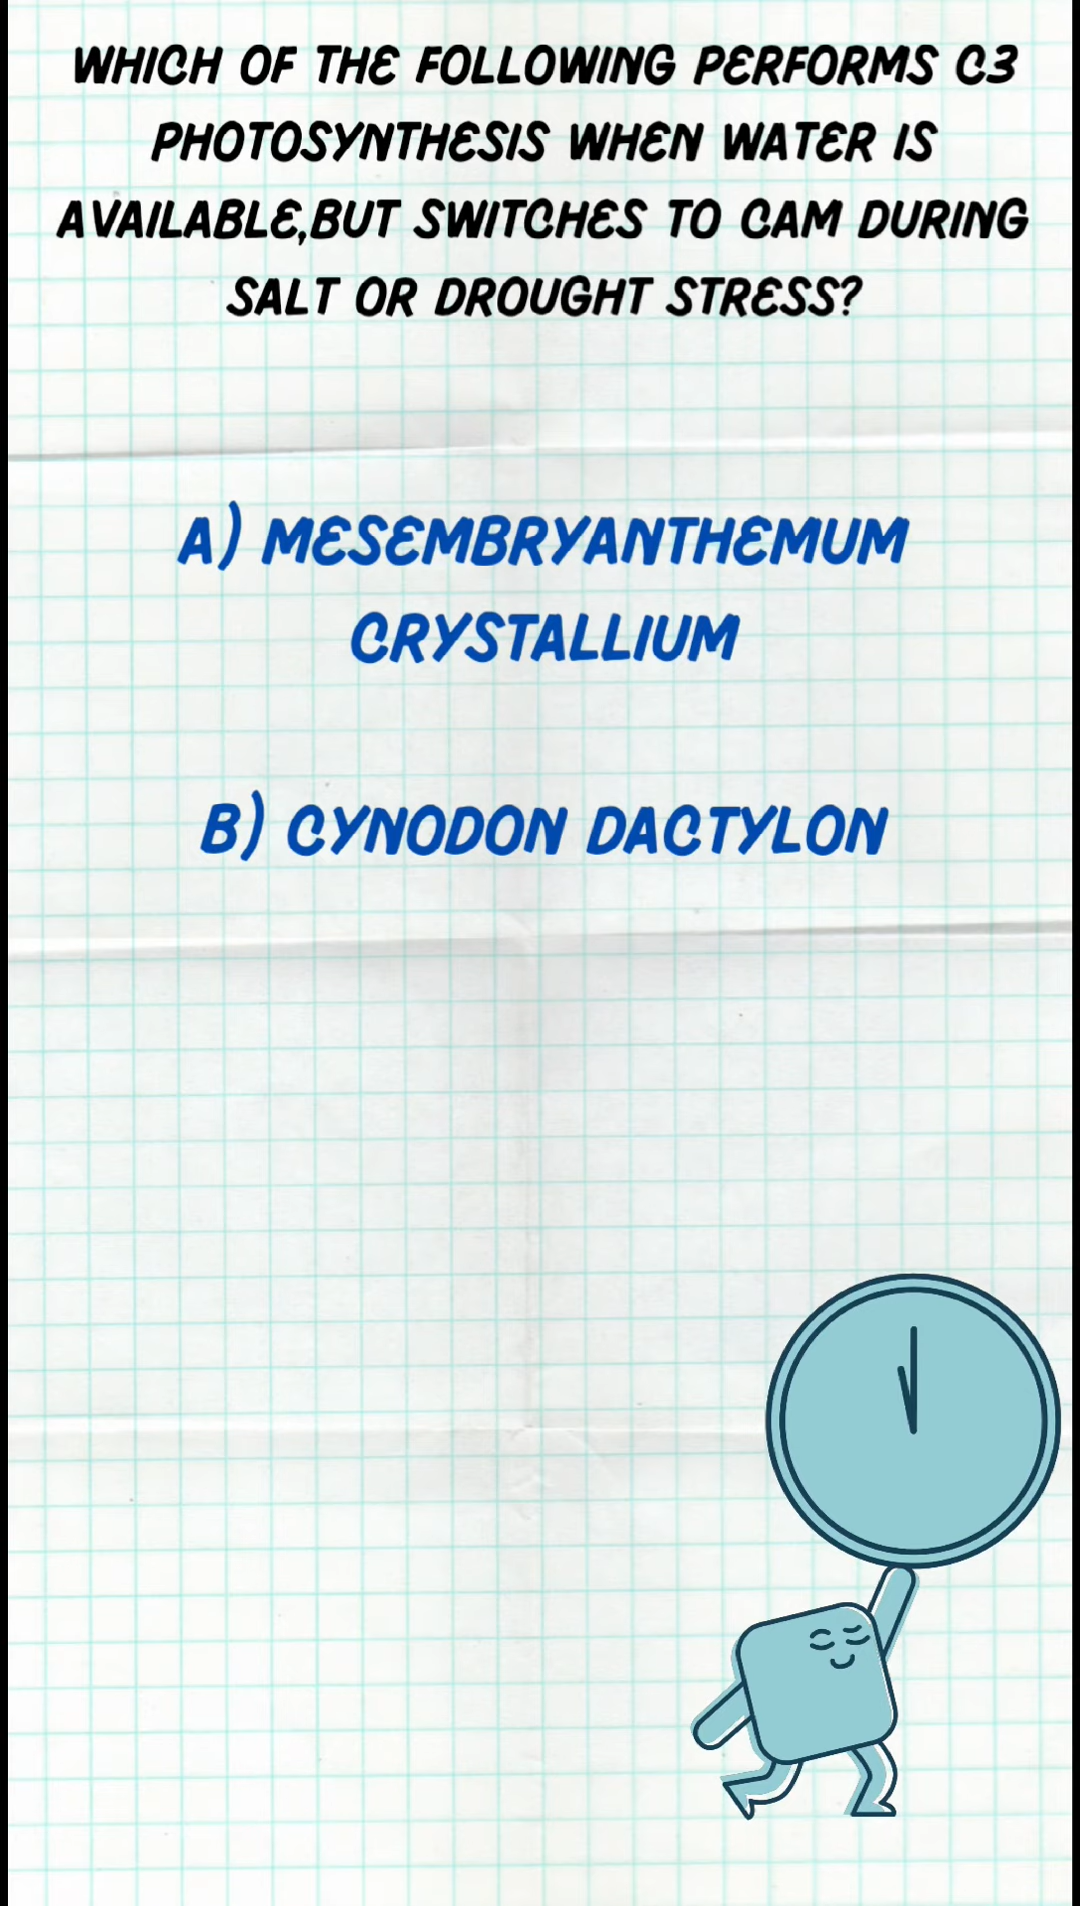 WHICH OF THE FOLLOWING PERFORMS C3
PHOTOSYNTHESIS WHEN WATER IS
AVAILABLE,BUT SWITCHES TO CAM DURING
SALT OR DROUGHT STRESS?
A) MESEMBRYANTHEMUM
CRYSTALLIUM
B) CYNODON DACTYLON